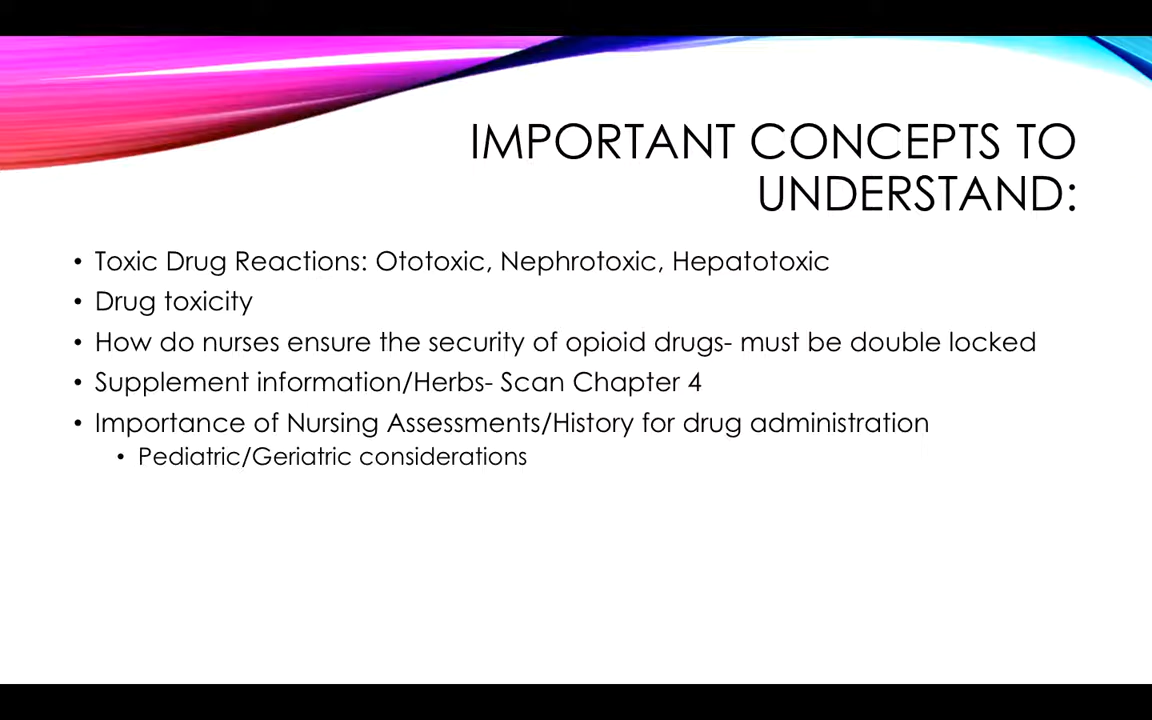 IMPORTANT CONCEPTS TO
UNDERSTAND:
• Toxic Drug Reactions: Ototoxic, Nephrotoxic, Hepatotoxic
• Drug toxicity
• How do nurses ensure the security of opioid drugs- must be double locked
• Supplement information/Herbs- Scan Chapter 4
• Importance of Nursing Assessments/History for drug administration
• Pediatric/Geriatric considerations